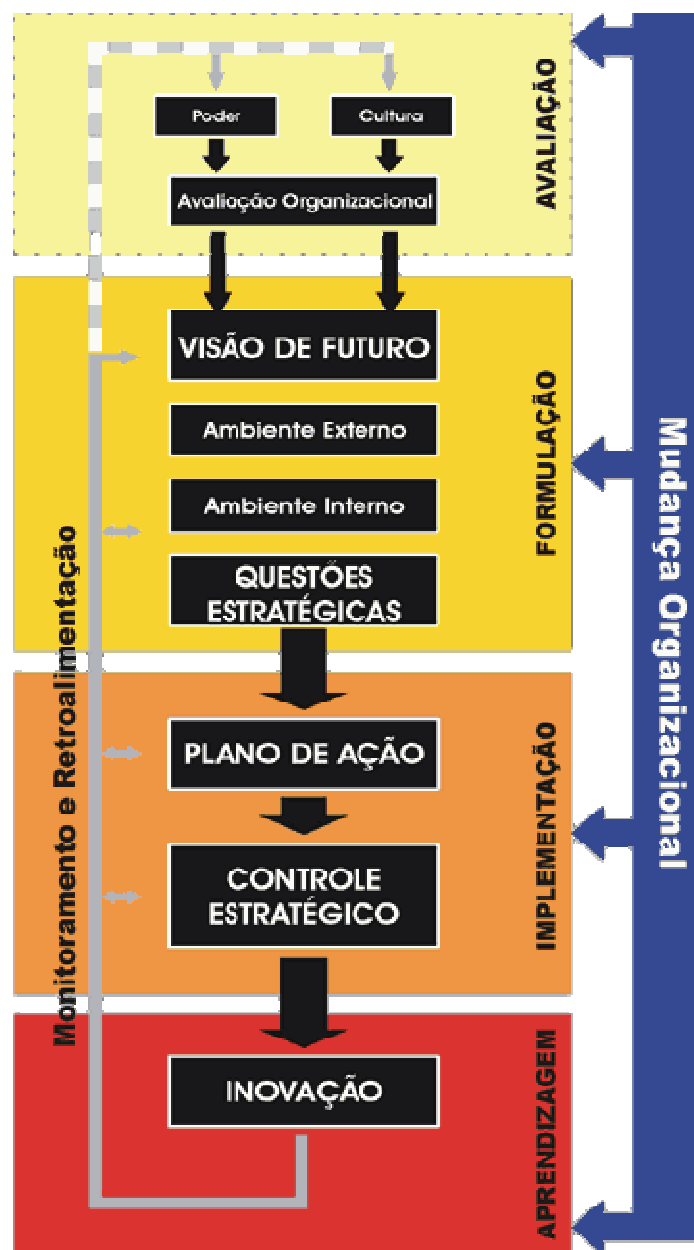 Poder
Cultura
Avaliação Organizacional
AVALIAÇÃO
VISÃO DE FUTURO
Ambiente Externo
Ambiente Interno
QUESTÕES
ESTRATÉGICAS
FORMULAÇÃO
PLANO DE AÇÃO
CONTROLE
ESTRATÉGICO
IMPLEMENTAÇÃO
INOVAÇÃO
APRENDIZAGEM
Monitoramento e Retroalimentação
Mudança Organizacional